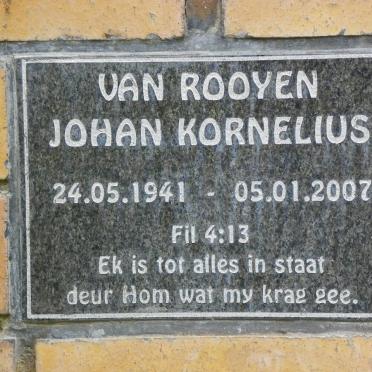 VAN ROOYEN
JOHAN KORNELIUS
24.05.1941 - 05.01.2007
Fil 4:13
Ek is tot alles in staat
deur Hom wat my krag gee.